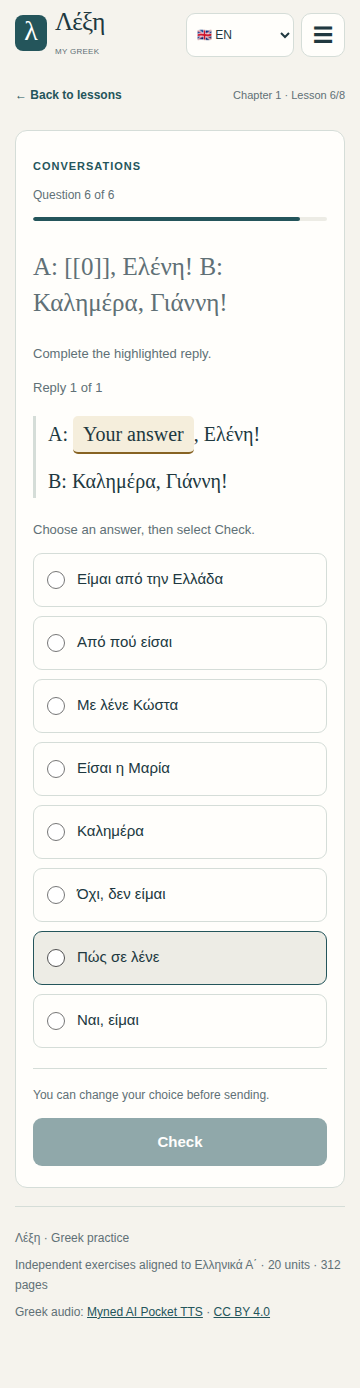 λ Λέξη
MY GREEK
🇬🇧 EN
← Back to lessons
Chapter 1 · Lesson 6/8
CONVERSATIONS
Question 6 of 6
A: [[0]], Ελένη! B:
Καλημέρα, Γιάννη!
Complete the highlighted reply.
Reply 1 of 1
A: Your answer , Ελένη!
B: Καλημέρα, Γιάννη!
Choose an answer, then select Check.
Είμαι από την Ελλάδα
Από πού είσαι
Με λένε Κώστα
Είσαι η Μαρία
Καλημέρα
Όχι, δεν είμαι
Πώς σε λένε
Ναι, είμαι
You can change your choice before sending.
Check
Λέξη · Greek practice
Independent exercises aligned to Ελληνικά Α΄ · 20 units · 312
pages
Greek audio: Myned AI Pocket TTS · CC BY 4.0